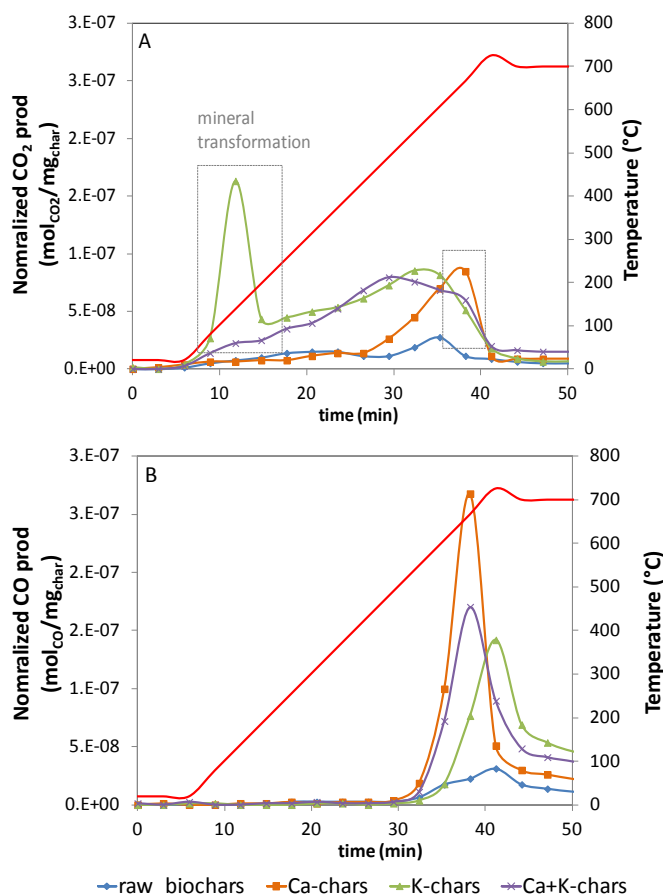 A
mineral
transformation
Nomralized CO2 prod
(molCO2/mgchar)
3.E-07
3.E-07
2.E-07
2.E-07
1.E-07
5.E-08
0.E+00
800
700
600
500
400
300
200
100
0
Temperature (°C)
0 10 20 30 40 50
time (min)
B
Nomralized CO prod
(molCO/mgchar)
3.E-07
3.E-07
2.E-07
2.E-07
1.E-07
5.E-08
0.E+00
800
700
600
500
400
300
200
100
0
Temperature (°C)
0 10 20 30 40 50
time (min)
raw biochars Ca-chars K-chars Ca+K-chars